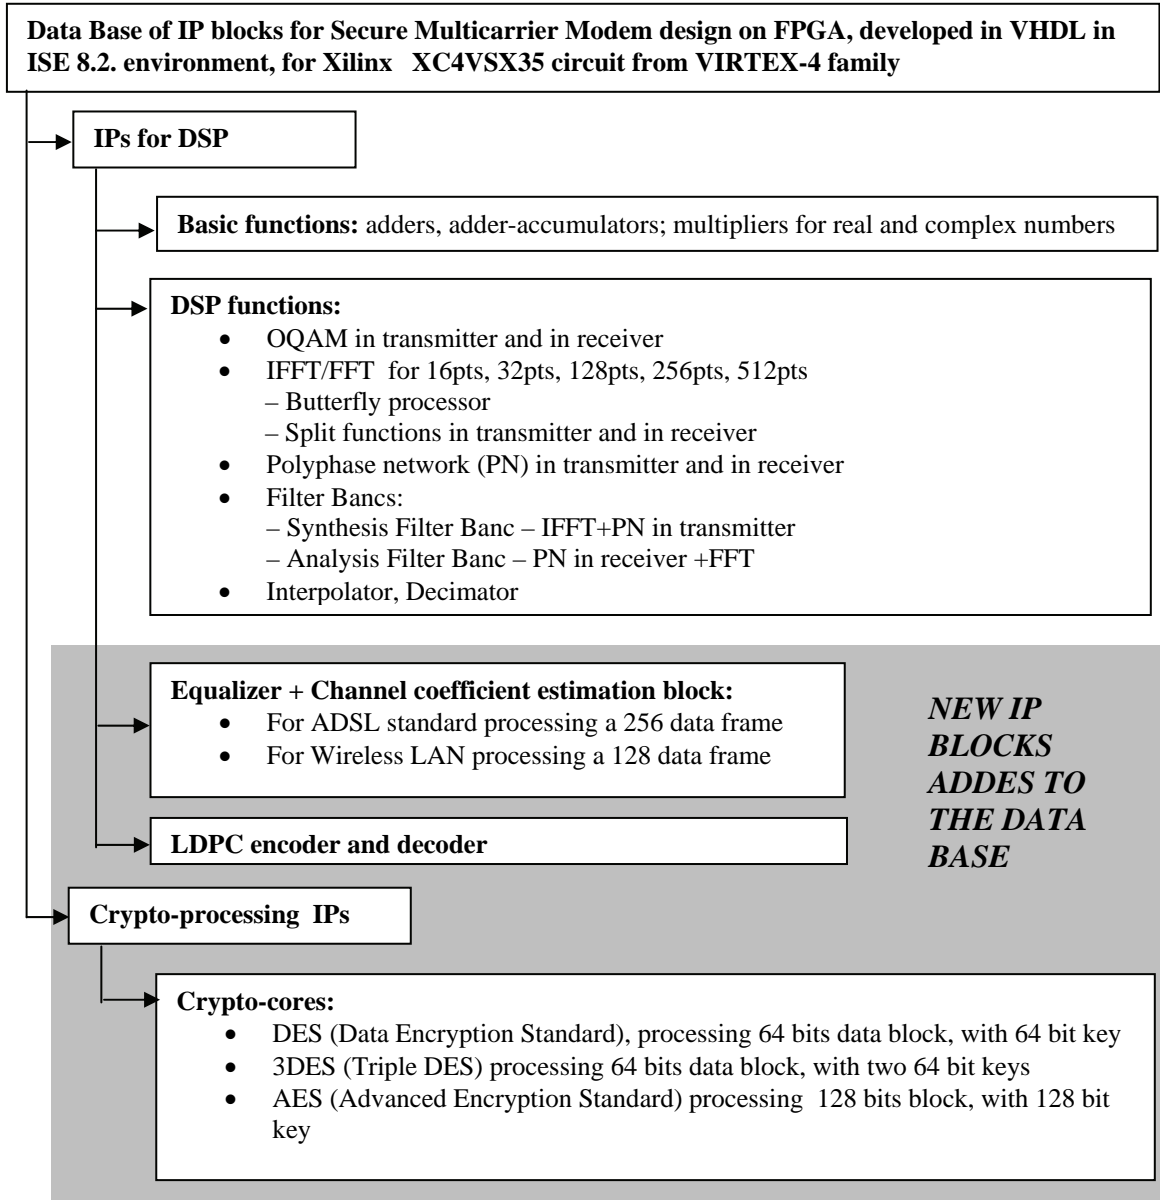 Data Base of IP blocks for Secure Multicarrier Modem design on FPGA, developed in VHDL in
ISE 8.2. environment, for Xilinx XC4VSX35 circuit from VIRTEX-4 family
IPs for DSP
Basic functions: adders, adder-accumulators; multipliers for real and complex numbers
DSP functions:
• OQAM in transmitter and in receiver
• IFFT/FFT for 16pts, 32pts, 128pts, 256pts, 512pts
– Butterfly processor
– Split functions in transmitter and in receiver
• Polyphase network (PN) in transmitter and in receiver
• Filter Bancs:
– Synthesis Filter Banc – IFFT+PN in transmitter
– Analysis Filter Banc – PN in receiver +FFT
• Interpolator, Decimator
Equalizer + Channel coefficient estimation block:
• For ADSL standard processing a 256 data frame
• For Wireless LAN processing a 128 data frame
NEW IP
BLOCKS
ADDES TO
THE DATA
BASE
LDPC encoder and decoder
Crypto-processing IPs
Crypto-cores:
• DES (Data Encryption Standard), processing 64 bits data block, with 64 bit key
• 3DES (Triple DES) processing 64 bits data block, with two 64 bit keys
• AES (Advanced Encryption Standard) processing 128 bits block, with 128 bit
key